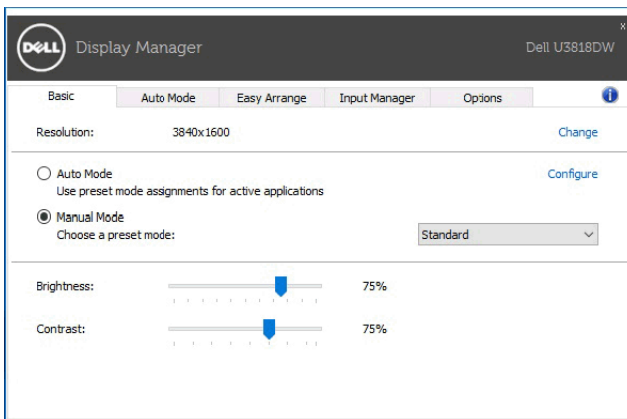 x
DELL Display Manager Dell U3818DW
Basic Auto Mode Easy Arrange Input Manager Options i
Resolution: 3840x1600 Change
Auto Mode Configure
Use preset mode assignments for active applications
Manual Mode
Choose a preset mode: Standard
Brightness: 75%
Contrast: 75%